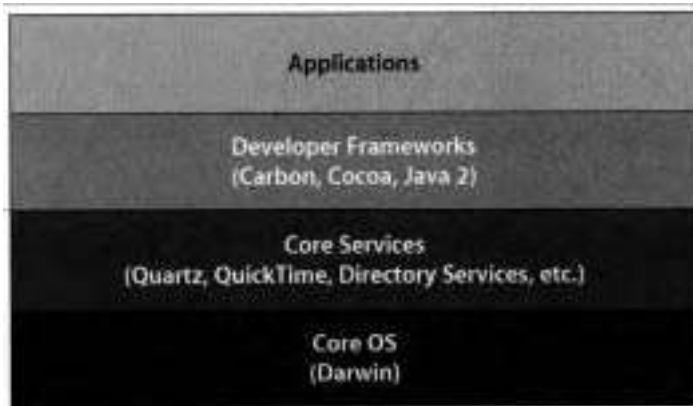 Applications
Developer Frameworks
(Carbon, Cocoa, Java 2)
Core Services
(Quartz, QuickTime, Directory Services, etc.)
Core OS
(Darwin)